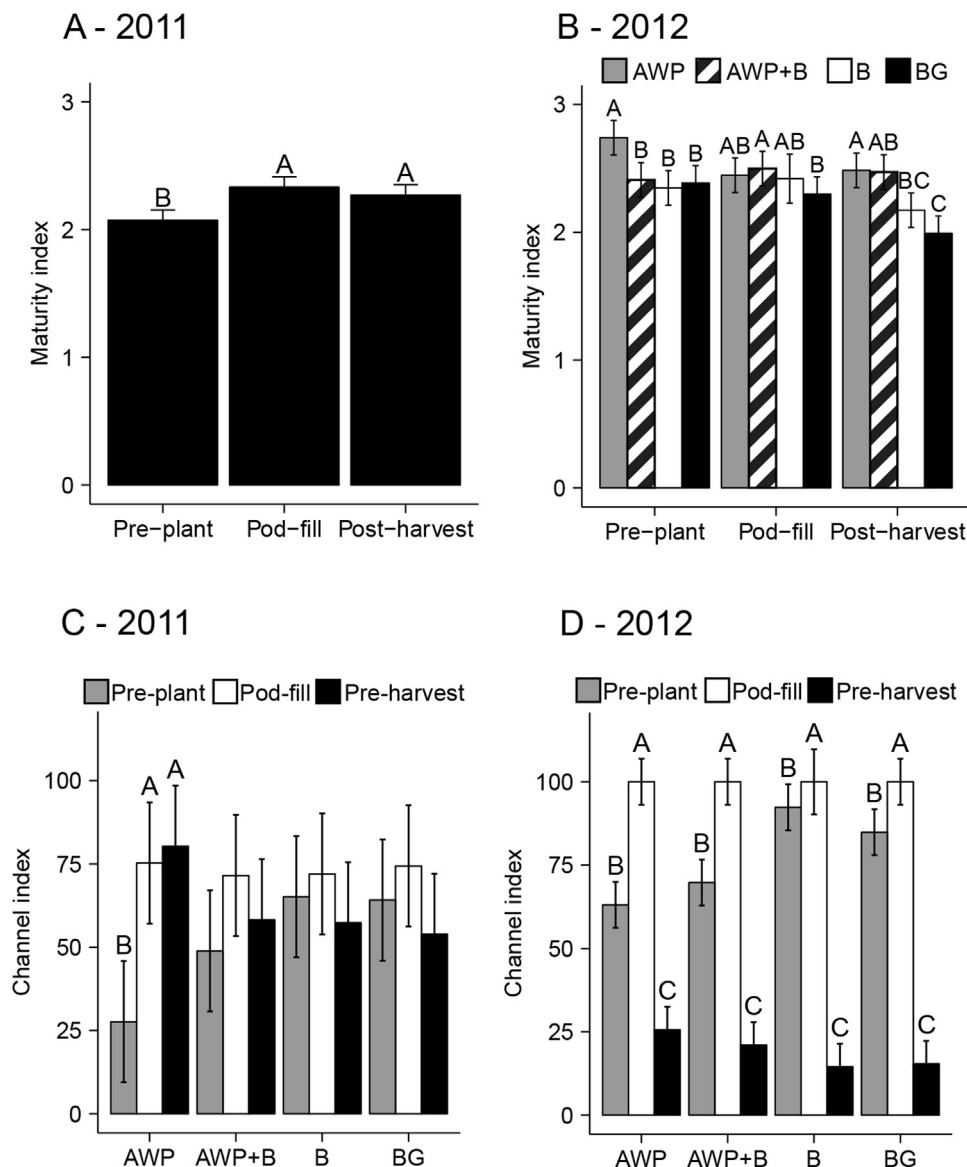 A - 2011
3
2
1
0
Maturity index
B
A
A
Pre−plant
Pod−fill
Post−harvest
B - 2012
AWP
AWP+B
B
BG
3
2
1
0
Maturity index
A
B
B
B
AB
A
AB
B
A
AB
BC
C
Pre−plant
Pod−fill
Post−harvest
C - 2011
Pre−plant
Pod−fill
Pre−harvest
100
75
50
25
0
Channel index
B
A
A
AWP
AWP+B
B
BG
D - 2012
Pre−plant
Pod−fill
Pre−harvest
100
75
50
25
0
Channel index
B
A
C
B
A
C
B
A
C
B
A
C
AWP
AWP+B
B
BG